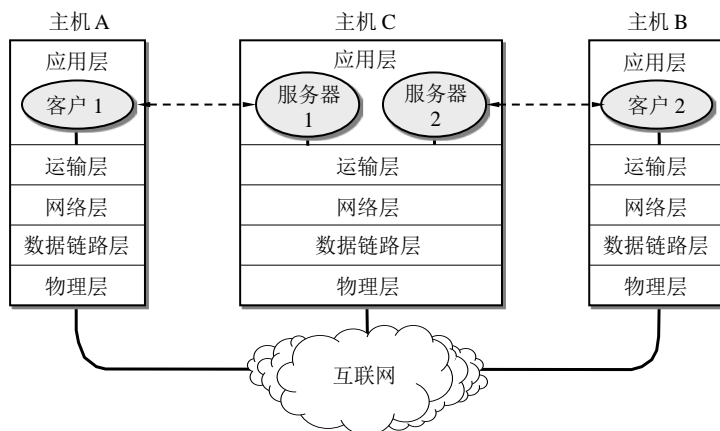 主机 A
主机 C
主机 B
应用层
应用层
应用层
客户 1
服务器
1
服务器
2
客户 2
运输层
运输层
运输层
网络层
网络层
网络层
数据链路层
数据链路层
数据链路层
物理层
物理层
物理层
互联网